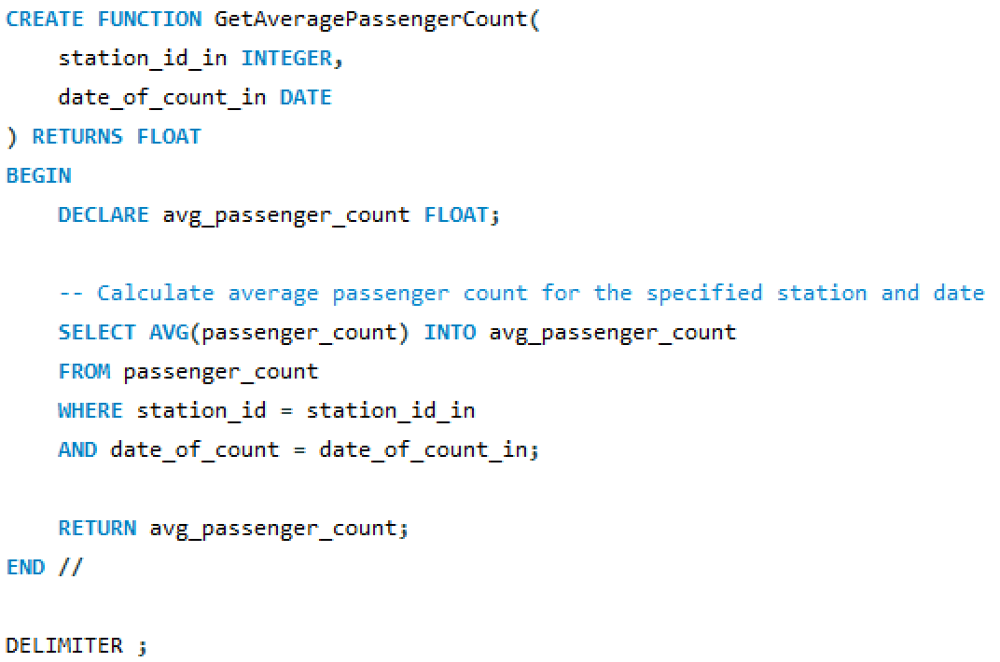 CREATE FUNCTION GetAveragePassengerCount(
    station_id_in INTEGER,
    date_of_count_in DATE
) RETURNS FLOAT
BEGIN
    DECLARE avg_passenger_count FLOAT;

    -- Calculate average passenger count for the specified station and date
    SELECT AVG(passenger_count) INTO avg_passenger_count
    FROM passenger_count
    WHERE station_id = station_id_in
    AND date_of_count = date_of_count_in;

    RETURN avg_passenger_count;
END //

DELIMITER ;